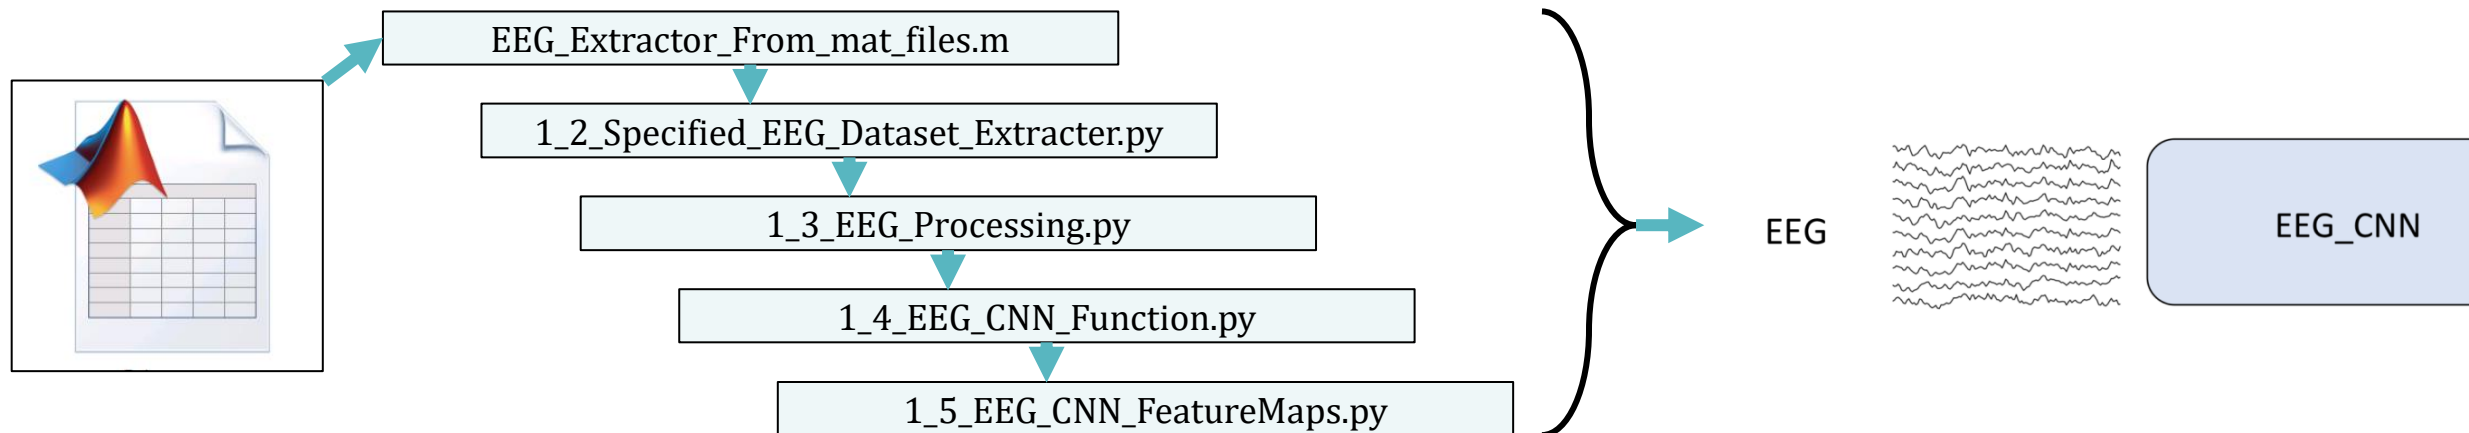 EEG_Extractor_From_mat_files.m
1_2_Specified_EEG_Dataset_Extracter.py
1_3_EEG_Processing.py
1_4_EEG_CNN_Function.py
1_5_EEG_CNN_FeatureMaps.py
EEG
EEG_CNN